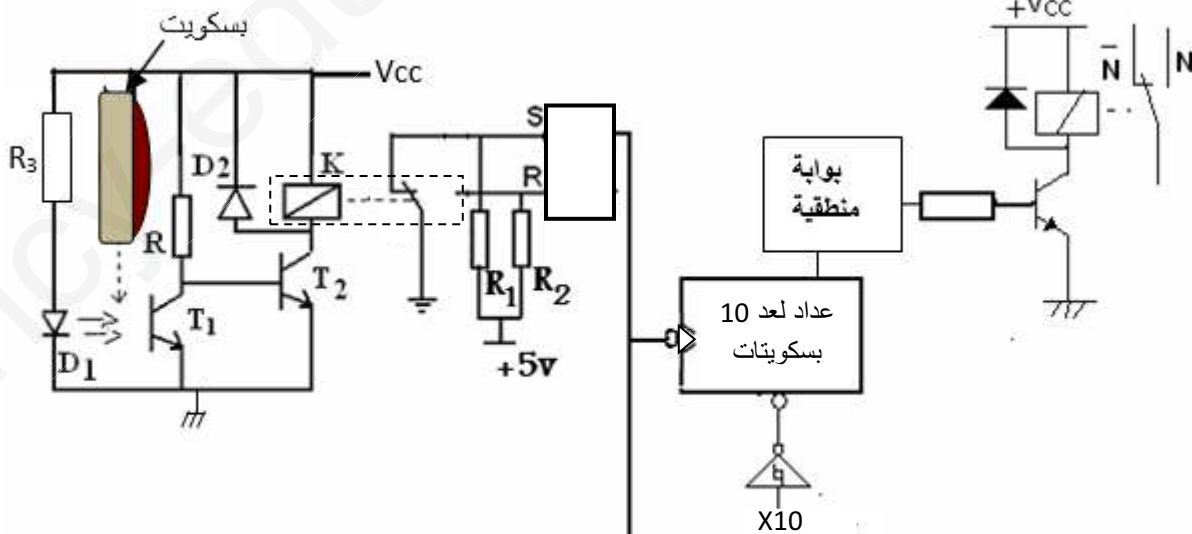 بسكويت
Vcc
R3
D2
K
R
T1
T2
D1
S
R
R1
R2
+5v
عداد لعد 10
بسكويتات
X10
بوابة
منطقية
+Vcc
N̅
N